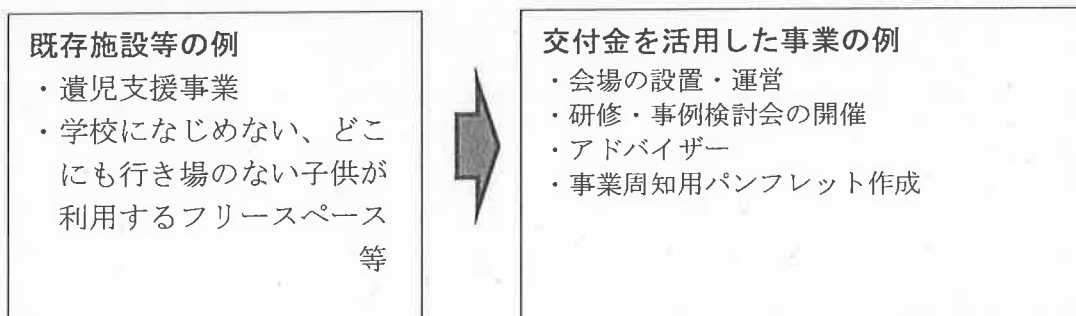 既存施設等の例
・遺児支援事業
・学校になじめない、どこ
にも行き場のない子供が
利用するフリースペース
等
交付金を活用した事業の例
・会場の設置・運営
・研修・事例検討会の開催
・アドバイザー
・事業周知用パンフレット作成